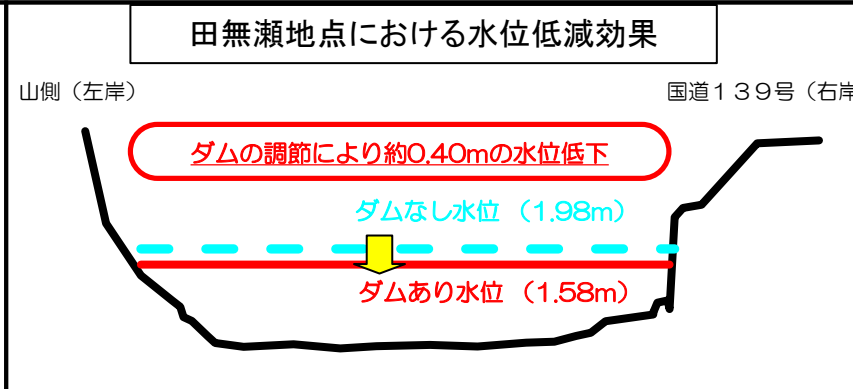 田無瀬地点における水位低減効果
山側（左岸）
国道１３９号（右岸
ダムの調節により約0.40mの水位低下
ダムなし水位 （1.98m）
ダムあり水位 （1.58m）